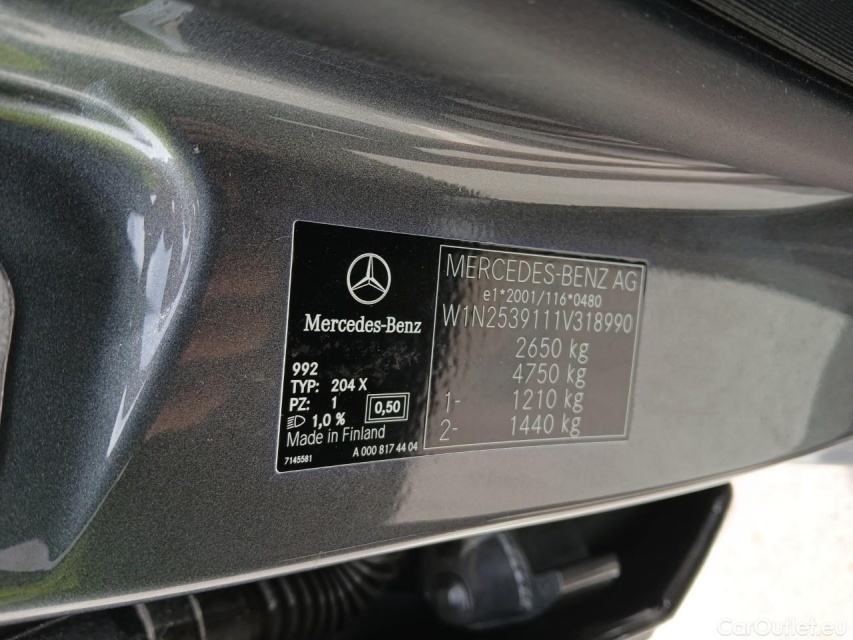 Mercedes-Benz
992
TYP: 204 X
PZ: 1
1,0 %
0,50
Made in Finland
7145581
A 000 817 44 04
MERCEDES-BENZ AG
e1*2001/116*0480
W1N2539111V318990
2650 kg
4750 kg
1- 1210 kg
2- 1440 kg
CarOutlet.eu